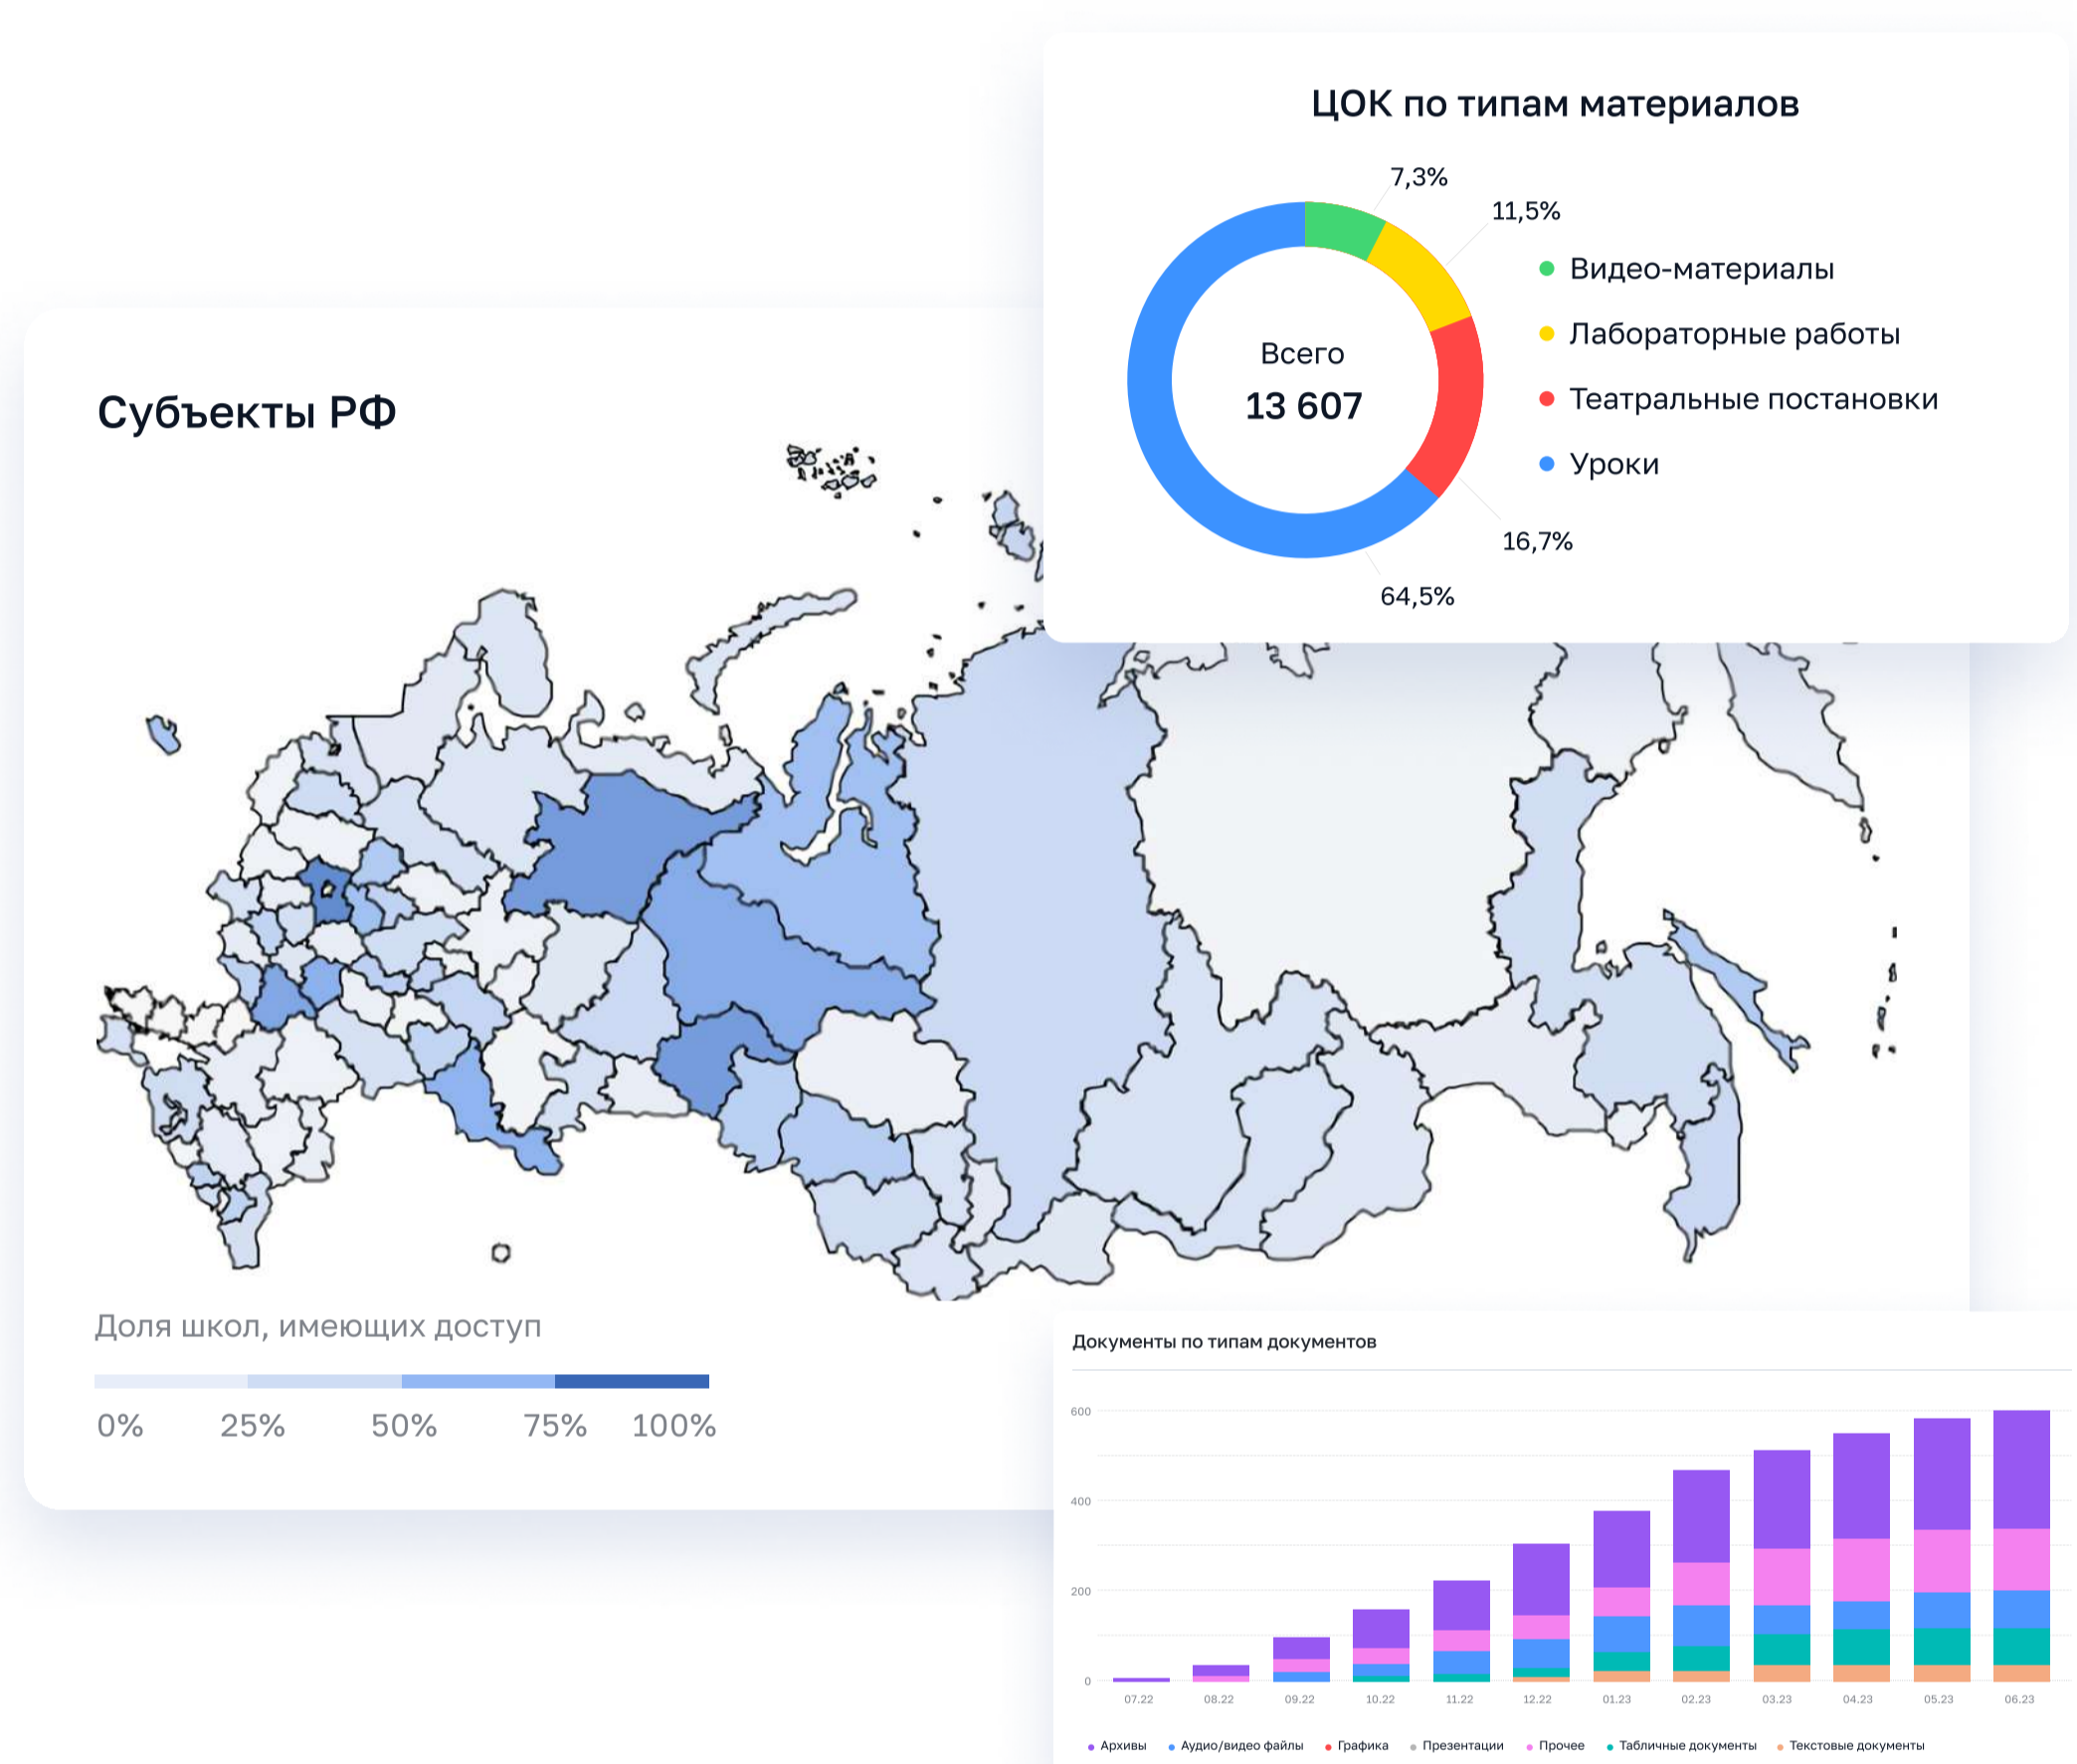 ЦОК по типам материалов
7,3%
11,5%
Видео-материалы
Лабораторные работы
Всего
13 607
Театральные постановки
Уроки
16,7%
64,5%
Субъекты РФ
Доля школ, имеющих доступ
0% 25% 50% 75% 100%
Документы по типам документов
600
400
200
0
07.22 08.22 09.22 10.22 11.22 12.22 01.23 02.23 03.23 04.23 05.23 06.23
Архивы Аудио/видео файлы Графика Презентации Прочее Табличные документы Текстовые документы